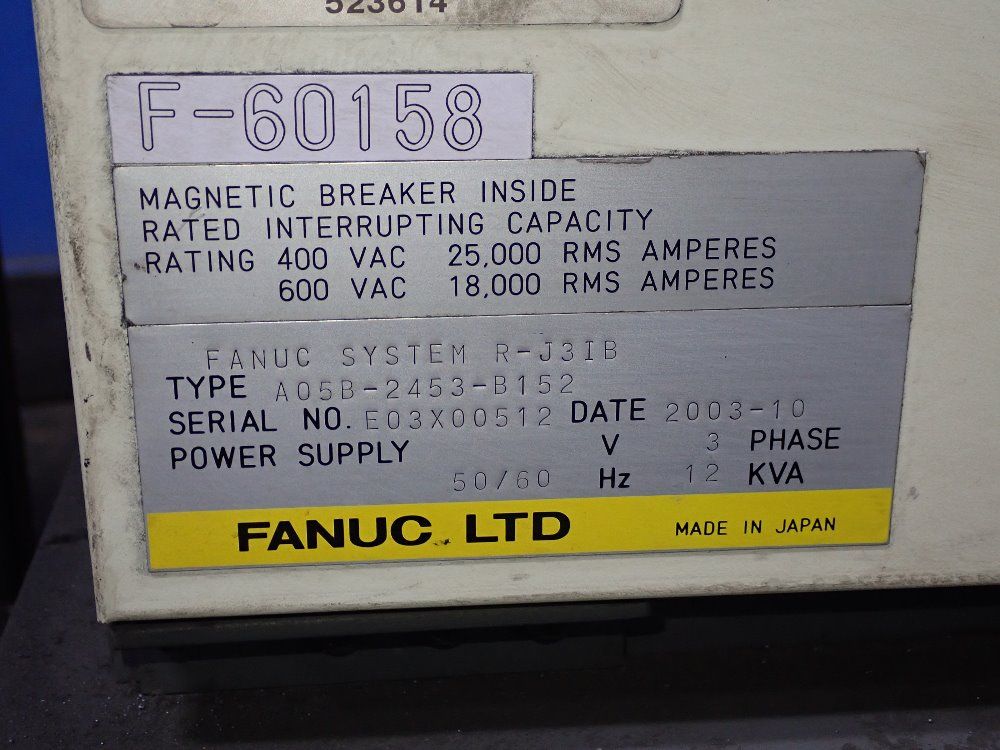 523614
F-60158
MAGNETIC BREAKER INSIDE
RATED INTERRUPTING CAPACITY
RATING 400 VAC 25,000 RMS AMPERES
600 VAC 18,000 RMS AMPERES
FANUC SYSTEM R-J3IB
TYPE A05B-2453-B152
SERIAL NO. E03X00512 DATE 2003-10
POWER SUPPLY V 3 PHASE
50/60 Hz 12 KVA
FANUC LTD MADE IN JAPAN